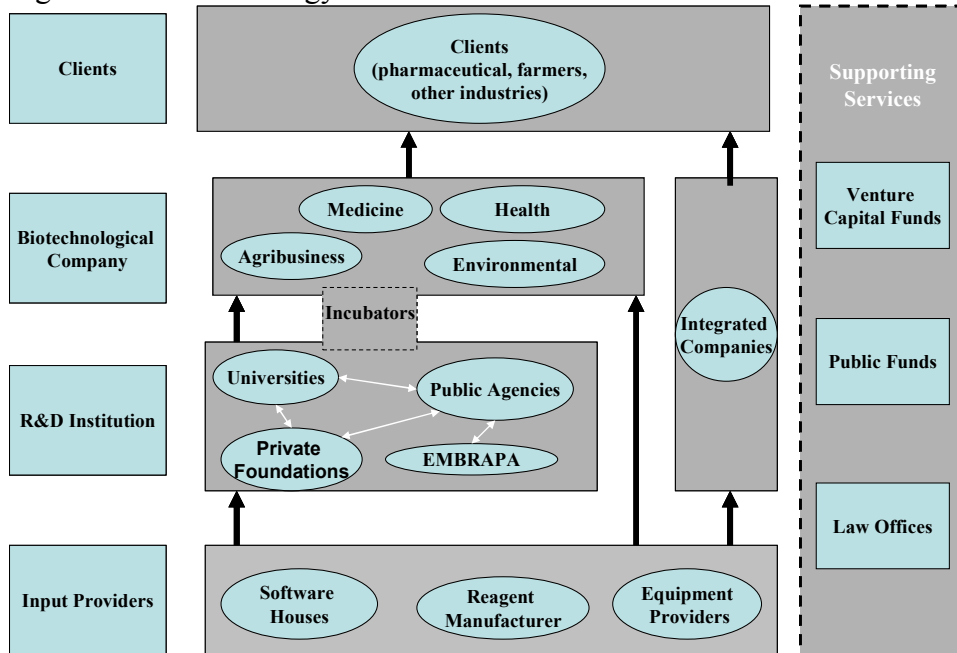 Clients
Clients
(pharmaceutical, farmers,
other industries)
Supporting
Services
Biotechnological
Company
Medicine
Health
Agribusiness
Environmental
Venture
Capital Funds
Incubators
Integrated
Companies
Public Funds
R&D Institution
Universities
Public Agencies
Private
Foundations
EMBRAPA
Law Offices
Input Providers
Software
Houses
Reagent
Manufacturer
Equipment
Providers